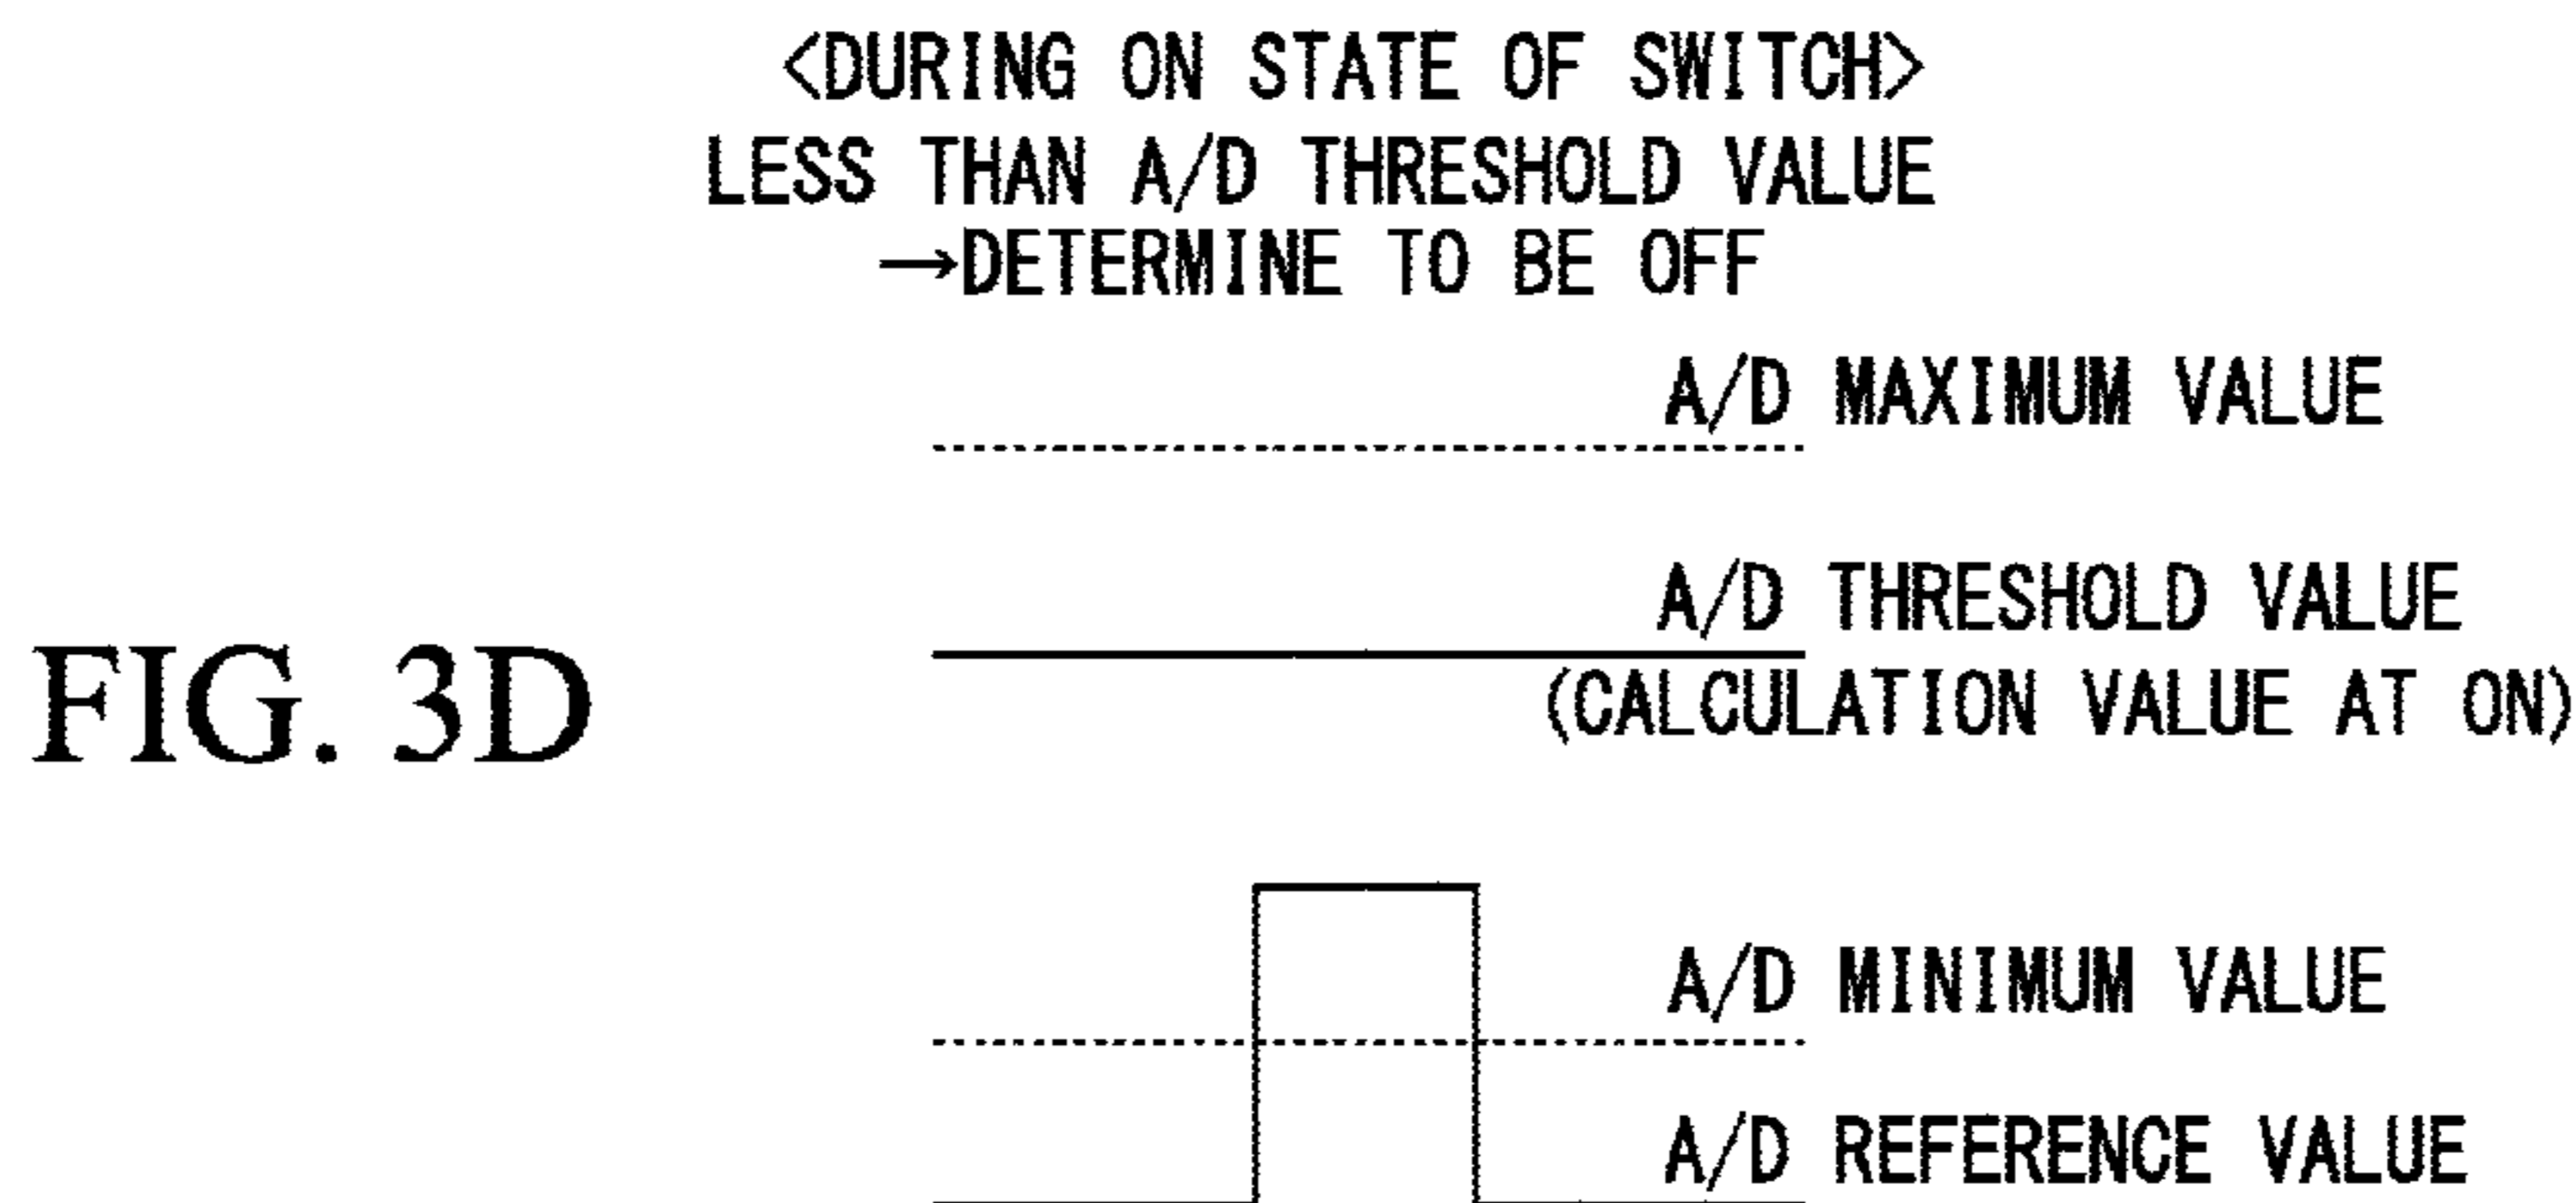 <DURING ON STATE OF SWITCH>
LESS THAN A/D THRESHOLD VALUE
→DETERMINE TO BE OFF
A/D MAXIMUM VALUE
A/D THRESHOLD VALUE
FIG. 3D
(CALCULATION VALUE AT ON)
A/D MINIMUM VALUE
A/D REFERENCE VALUE